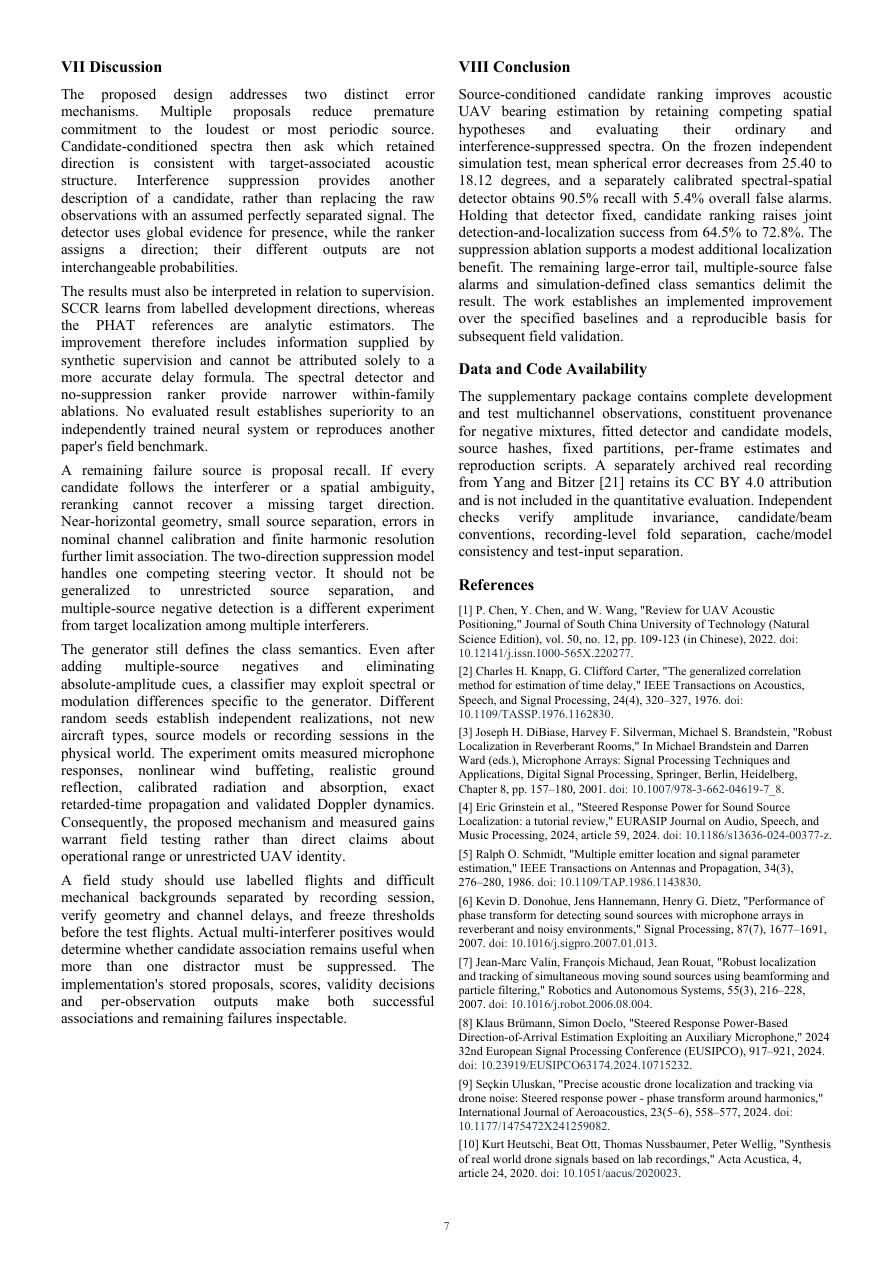 VII Discussion
The proposed design addresses two distinct error
mechanisms. Multiple proposals reduce premature
commitment to the loudest or most periodic source.
Candidate-conditioned spectra then ask which retained
direction is consistent with target-associated acoustic
structure. Interference suppression provides another
description of a candidate, rather than replacing the raw
observations with an assumed perfectly separated signal. The
detector uses global evidence for presence, while the ranker
assigns a direction; their different outputs are not
interchangeable probabilities.
The results must also be interpreted in relation to supervision.
SCCR learns from labelled development directions, whereas
the PHAT references are analytic estimators. The
improvement therefore includes information supplied by
synthetic supervision and cannot be attributed solely to a
more accurate delay formula. The spectral detector and
no-suppression ranker provide narrower within-family
ablations. No evaluated result establishes superiority to an
independently trained neural system or reproduces another
paper's field benchmark.
A remaining failure source is proposal recall. If every
candidate follows the interferer or a spatial ambiguity,
reranking cannot recover a missing target direction.
Near-horizontal geometry, small source separation, errors in
nominal channel calibration and finite harmonic resolution
further limit association. The two-direction suppression model
handles one competing steering vector. It should not be
generalized to unrestricted source separation, and
multiple-source negative detection is a different experiment
from target localization among multiple interferers.
The generator still defines the class semantics. Even after
adding multiple-source negatives and eliminating
absolute-amplitude cues, a classifier may exploit spectral or
modulation differences specific to the generator. Different
random seeds establish independent realizations, not new
aircraft types, source models or recording sessions in the
physical world. The experiment omits measured microphone
responses, nonlinear wind buffeting, realistic ground
reflection, calibrated radiation and absorption, exact
retarded-time propagation and validated Doppler dynamics.
Consequently, the proposed mechanism and measured gains
warrant field testing rather than direct claims about
operational range or unrestricted UAV identity.
A field study should use labelled flights and difficult
mechanical backgrounds separated by recording session,
verify geometry and channel delays, and freeze thresholds
before the test flights. Actual multi-interferer positives would
determine whether candidate association remains useful when
more than one distractor must be suppressed. The
implementation's stored proposals, scores, validity decisions
and per-observation outputs make both successful
associations and remaining failures inspectable.
VIII Conclusion
Source-conditioned candidate ranking improves acoustic
UAV bearing estimation by retaining competing spatial
hypotheses and evaluating their ordinary and
interference-suppressed spectra. On the frozen independent
simulation test, mean spherical error decreases from 25.40 to
18.12 degrees, and a separately calibrated spectral-spatial
detector obtains 90.5% recall with 5.4% overall false alarms.
Holding that detector fixed, candidate ranking raises joint
detection-and-localization success from 64.5% to 72.8%. The
suppression ablation supports a modest additional localization
benefit. The remaining large-error tail, multiple-source false
alarms and simulation-defined class semantics delimit the
result. The work establishes an implemented improvement
over the specified baselines and a reproducible basis for
subsequent field validation.
Data and Code Availability
The supplementary package contains complete development
and test multichannel observations, constituent provenance
for negative mixtures, fitted detector and candidate models,
source hashes, fixed partitions, per-frame estimates and
reproduction scripts. A separately archived real recording
from Yang and Bitzer [21] retains its CC BY 4.0 attribution
and is not included in the quantitative evaluation. Independent
checks verify amplitude invariance, candidate/beam
conventions, recording-level fold separation, cache/model
consistency and test-input separation.
References
[1] P. Chen, Y. Chen, and W. Wang, "Review for UAV Acoustic
Positioning," Journal of South China University of Technology (Natural
Science Edition), vol. 50, no. 12, pp. 109-123 (in Chinese), 2022. doi:
10.12141/j.issn.1000-565X.220277.
[2] Charles H. Knapp, G. Clifford Carter, "The generalized correlation
method for estimation of time delay," IEEE Transactions on Acoustics,
Speech, and Signal Processing, 24(4), 320–327, 1976. doi:
10.1109/TASSP.1976.1162830.
[3] Joseph H. DiBiase, Harvey F. Silverman, Michael S. Brandstein, "Robust
Localization in Reverberant Rooms," In Michael Brandstein and Darren
Ward (eds.), Microphone Arrays: Signal Processing Techniques and
Applications, Digital Signal Processing, Springer, Berlin, Heidelberg,
Chapter 8, pp. 157–180, 2001. doi: 10.1007/978-3-662-04619-7_8.
[4] Eric Grinstein et al., "Steered Response Power for Sound Source
Localization: a tutorial review," EURASIP Journal on Audio, Speech, and
Music Processing, 2024, article 59, 2024. doi: 10.1186/s13636-024-00377-z.
[5] Ralph O. Schmidt, "Multiple emitter location and signal parameter
estimation," IEEE Transactions on Antennas and Propagation, 34(3),
276–280, 1986. doi: 10.1109/TAP.1986.1143830.
[6] Kevin D. Donohue, Jens Hannemann, Henry G. Dietz, "Performance of
phase transform for detecting sound sources with microphone arrays in
reverberant and noisy environments," Signal Processing, 87(7), 1677–1691,
2007. doi: 10.1016/j.sigpro.2007.01.013.
[7] Jean-Marc Valin, François Michaud, Jean Rouat, "Robust localization
and tracking of simultaneous moving sound sources using beamforming and
particle filtering," Robotics and Autonomous Systems, 55(3), 216–228,
2007. doi: 10.1016/j.robot.2006.08.004.
[8] Klaus Brümann, Simon Doclo, "Steered Response Power-Based
Direction-of-Arrival Estimation Exploiting an Auxiliary Microphone," 2024
32nd European Signal Processing Conference (EUSIPCO), 917–921, 2024.
doi: 10.23919/EUSIPCO63174.2024.10715232.
[9] Seçkin Uluskan, "Precise acoustic drone localization and tracking via
drone noise: Steered response power - phase transform around harmonics,"
International Journal of Aeroacoustics, 23(5–6), 558–577, 2024. doi:
10.1177/1475472X241259082.
[10] Kurt Heutschi, Beat Ott, Thomas Nussbaumer, Peter Wellig, "Synthesis
of real world drone signals based on lab recordings," Acta Acustica, 4,
article 24, 2020. doi: 10.1051/aacus/2020023.
7